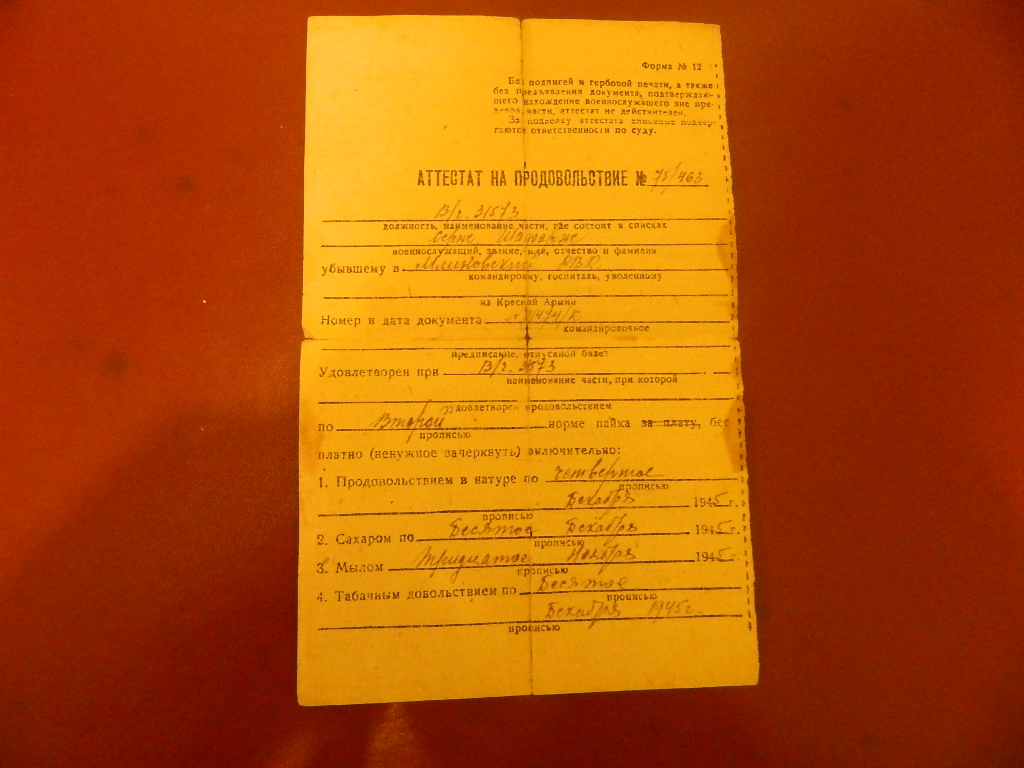 Форма № 12
Без подписей и гербовой печати, а также
без предъявления документа, подтверждаю-
щего нахождение военнослужащего вне пре-
делов части, аттестат не действителен.
За подделку аттестата виновные подвер-
гаются ответственности по суду.
АТТЕСТАТ НА ПРОДОВОЛЬСТВИЕ № 75/463
В/ч. 31573
должность, наименование части, где состоит в списках
военнослужащий, звание, имя, отчество и фамилия
убывшему в РВК
командировку, госпиталь, уволенному
из Красной Армии
Номер и дата документа
командировочное
предписание, отпускной билет
Удовлетворен при В/ч. 31573
наименование части, при которой
удовлетворен продовольствием
по Второй норме пайка за плату, бес
прописью
платно (ненужное зачеркнуть) включительно:
1. Продовольствием в натуре по четвертое
прописью
Декабря 1945 г.
прописью
2. Сахаром по Десятое Декабря 1945 г.
прописью
3. Мылом Тридцатое Ноября 1945 г.
прописью
4. Табачным довольствием по Десятое
прописью
Декабря 1945 г.
прописью